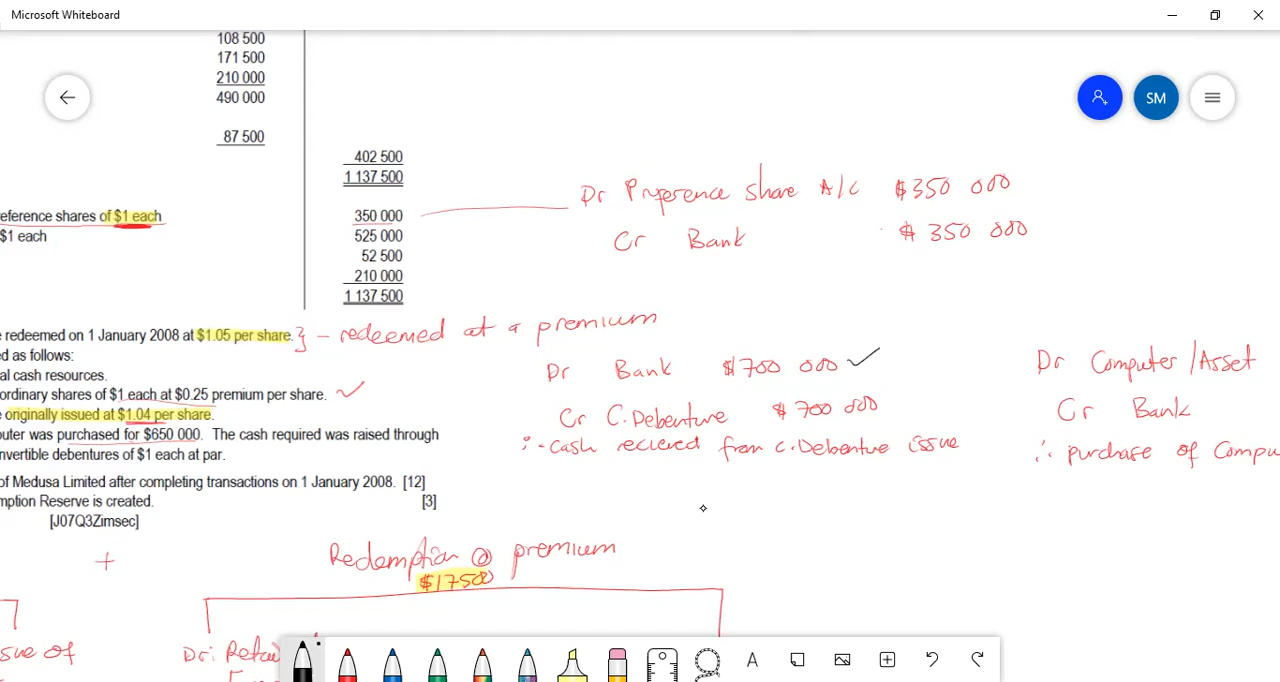 Microsoft Whiteboard
108 500
171 500
210 000
490 000
87 500
402 500
1 137 500
eference shares of $1 each
350 000
$1 each
525 000
52 500
210 000
1 137 500
Dr Preference share A/C $350 000
Cr Bank $350 000
SM
e redeemed on 1 January 2008 at $1.05 per share. } - redeemed at a premium
ed as follows:
al cash resources.
ordinary shares of $1 each at $0.25 premium per share.
e originally issued at $1.04 per share.
outer was purchased for $650 000. The cash required was raised through
nvertible debentures of $1 each at par.
Dr Bank $700 000
Cr C.Debenture $700 000
∴ - Cash recieved from C.Debenture issue
Dr Computer/Asset
Cr Bank
∴ purchase of Compu
of Medusa Limited after completing transactions on 1 January 2008. [12]
mption Reserve is created. [3]
[J07Q3Zimsec]
+
Redemption @ premium
$17500
sue of
Dr: Retai
A